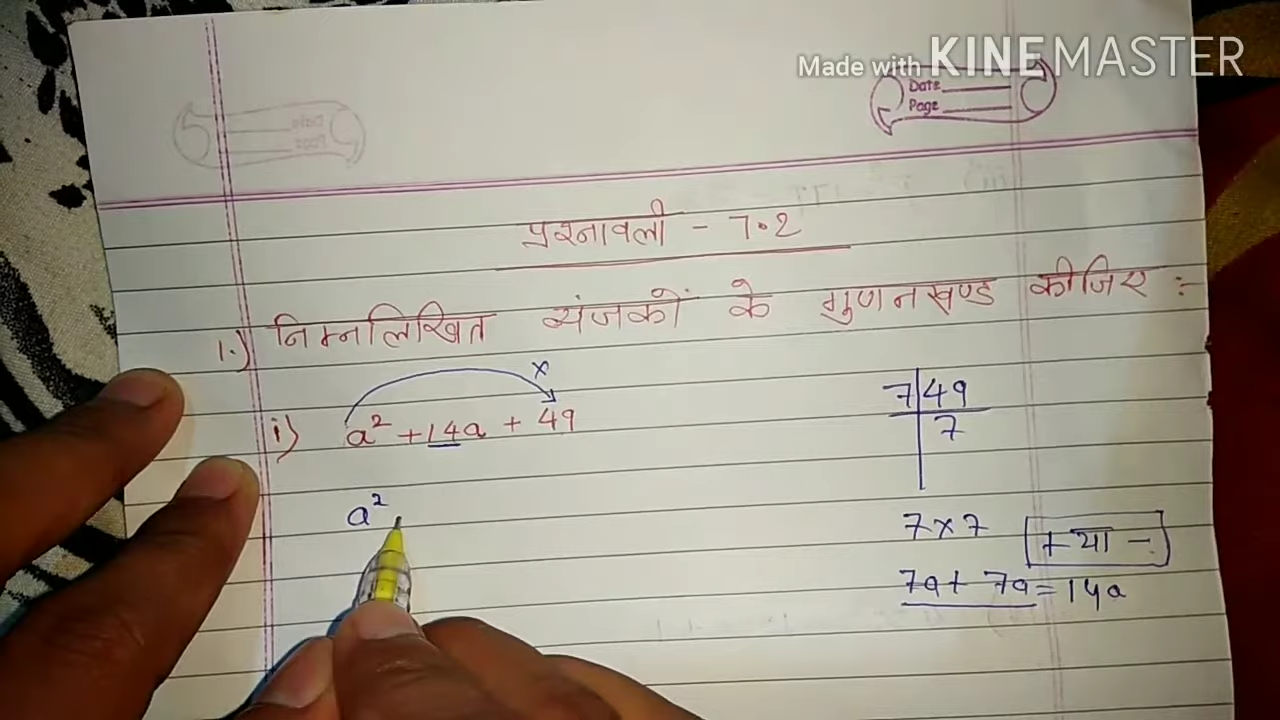 Made with KINEMASTER
Date
Page
प्रश्नावली - 7.2
1.) निम्नलिखित व्यंजकों के गुणनखण्ड कीजिए :-
x
i) a² + 14a + 49
7 49
7
a²
7 x 7
+ या -
7a + 7a = 14a